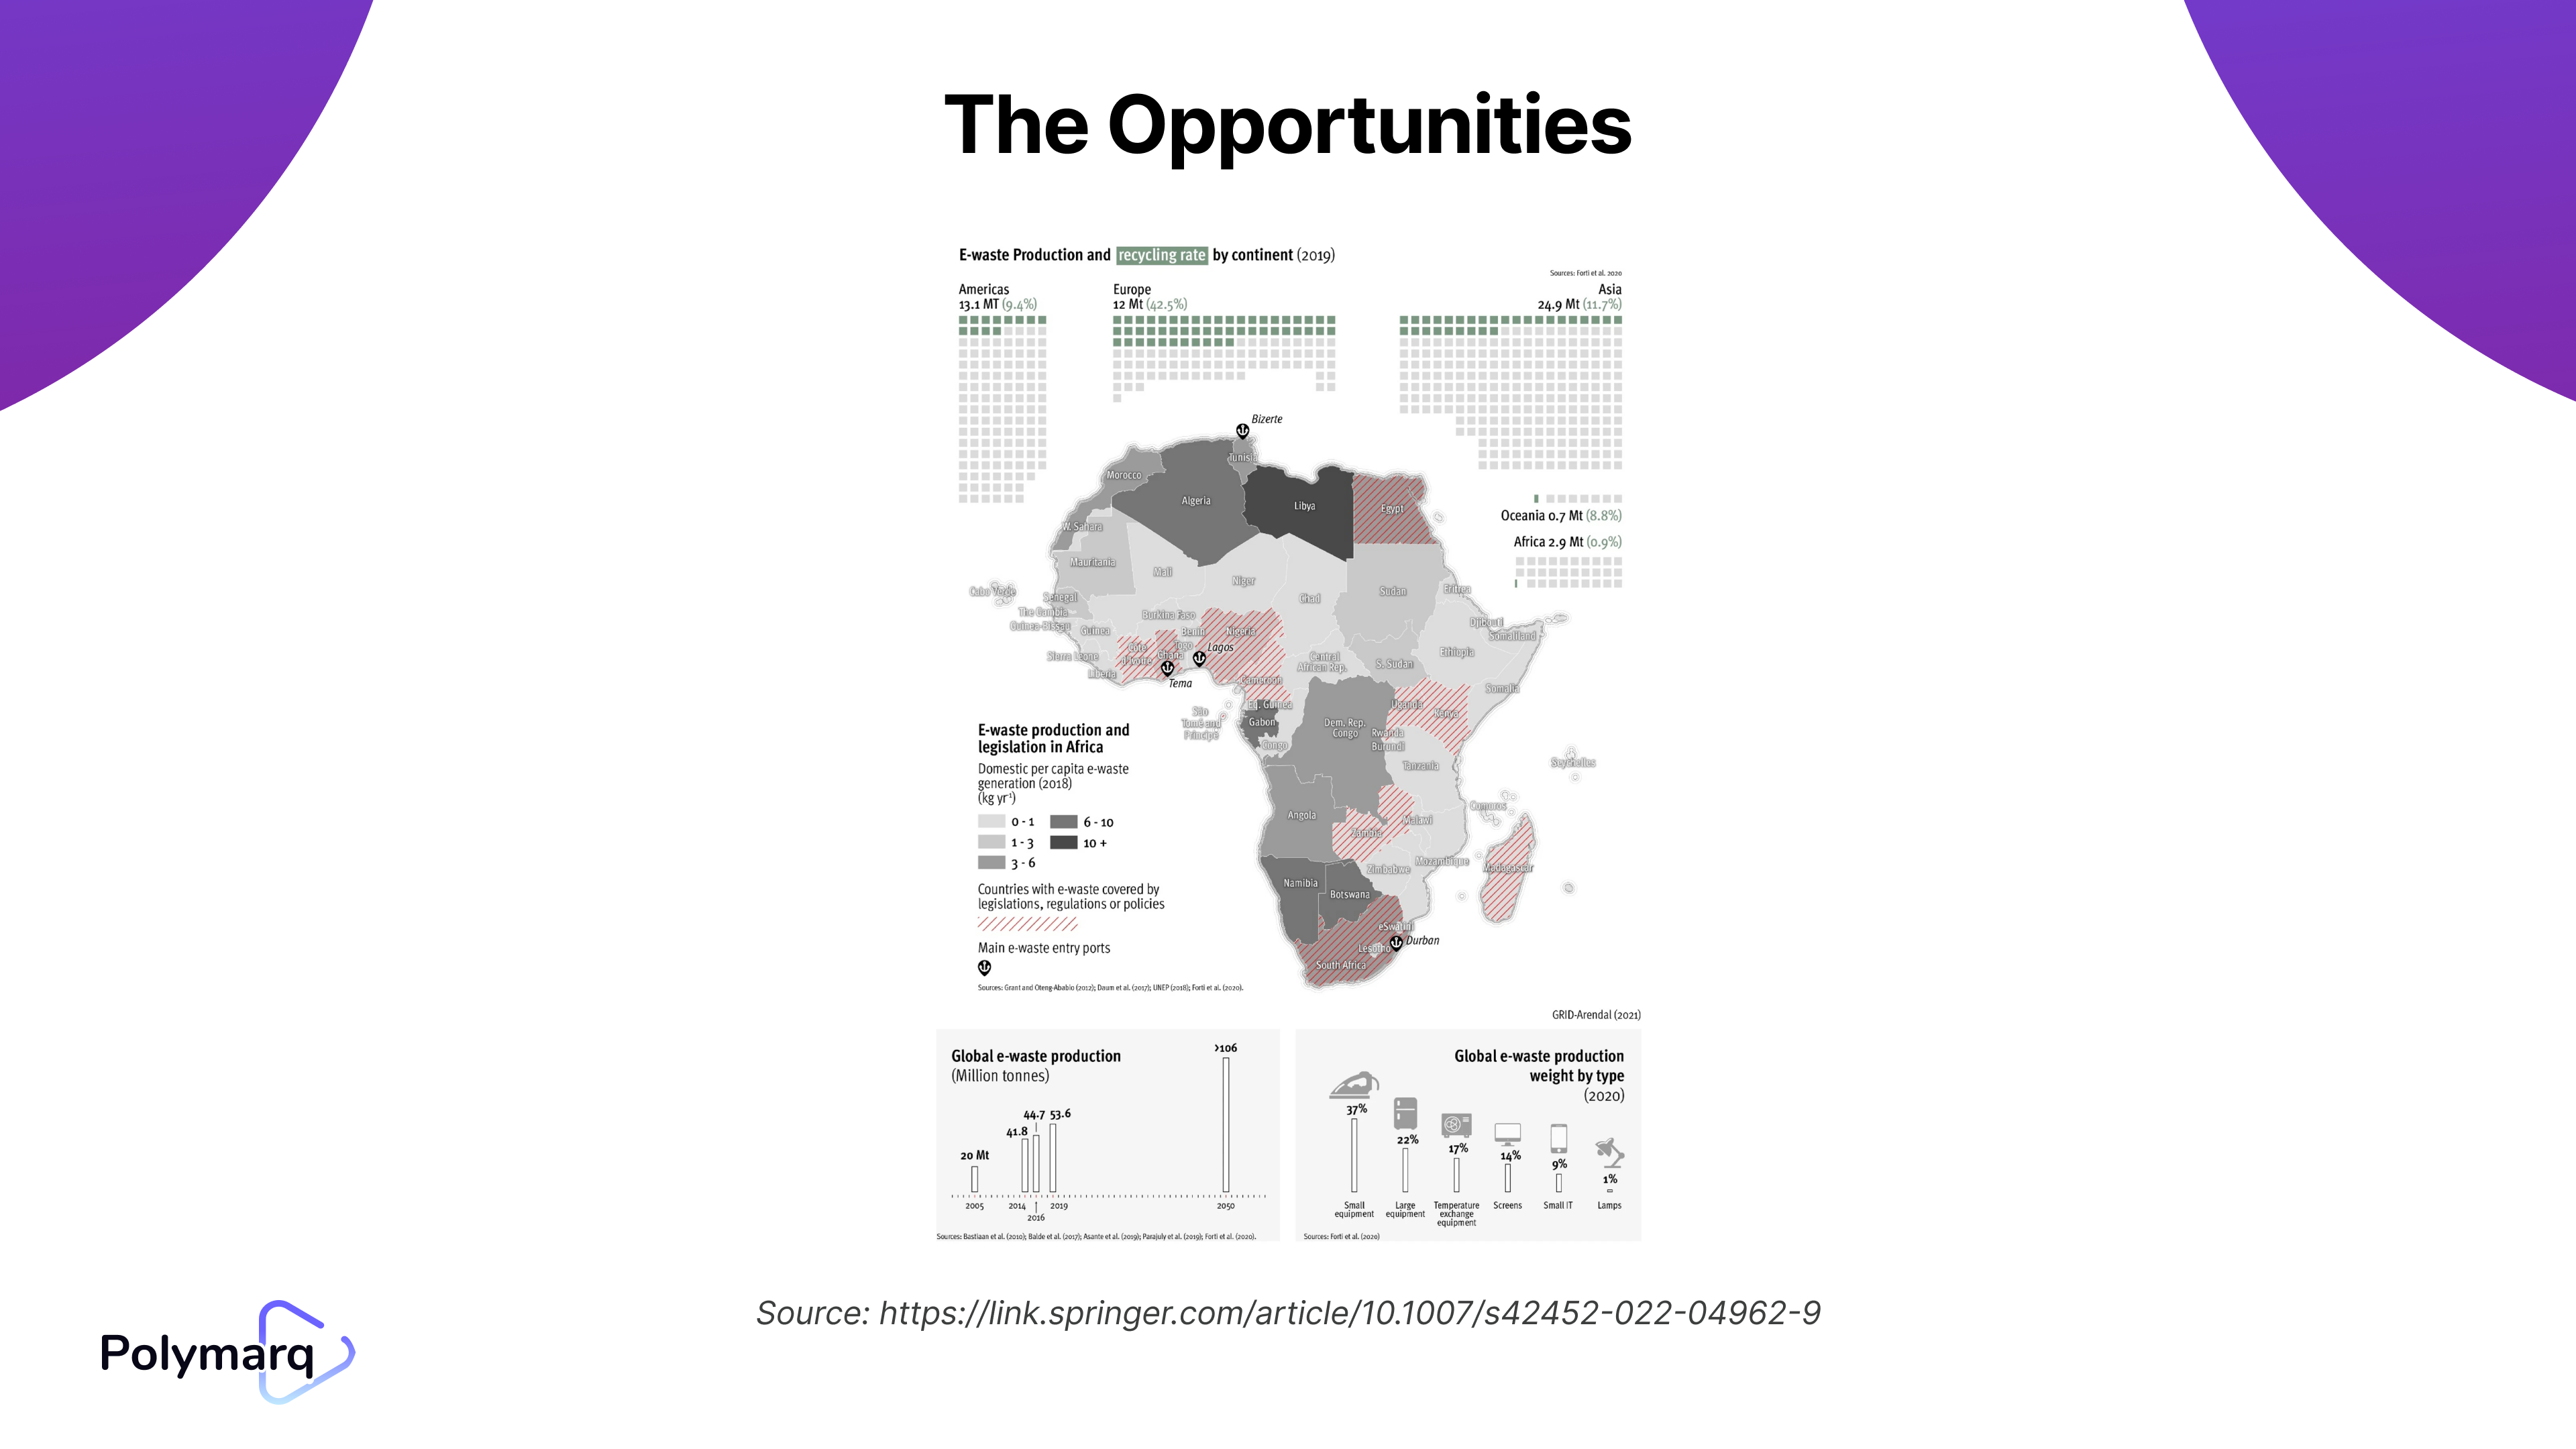 The Opportunities
E-waste Production and recycling rate by continent (2019)
Sources: Forti et al. 2020
Americas
13.1 MT (9.4%)
Europe
12 Mt (42.5%)
Asia
24.9 Mt (11.7%)
Oceania 0.7 Mt (8.8%)
Africa 2.9 Mt (0.9%)
Bizerte
Tunisia
Morocco
Algeria
Libya
Egypt
W. Sahara
Mauritania
Mali
Niger
Chad
Sudan
Eritrea
Cabo Verde
Senegal
The Gambia
Guinea-Bissau
Guinea
Burkina Faso
Benin
Nigeria
Djibouti
Somaliland
Sierra Leone
Liberia
Côte
d'Ivoire
Ghana
Togo
Lagos
Tema
Central
African Rep.
S. Sudan
Ethiopia
Somalia
Cameroon
Eq. Guinea
São
Tomé and
Príncipe
Gabon
Congo
Dem. Rep.
Congo
Uganda
Kenya
Rwanda
Burundi
Tanzania
Seychelles
Comoros
Angola
Zambia
Malawi
Mozambique
Zimbabwe
Madagascar
Namibia
Botswana
eSwatini
Lesotho
Durban
South Africa
E-waste production and
legislation in Africa
Domestic per capita e-waste
generation (2018)
(kg yr⁻¹)
0 - 1
6 - 10
1 - 3
10 +
3 - 6
Countries with e-waste covered by
legislations, regulations or policies
Main e-waste entry ports
Sources: Grant and Oteng-Ababio (2012); Daum et al. (2017); UNEP (2018); Forti et al. (2020).
GRID-Arendal (2021)
Global e-waste production
(Million tonnes)
20 Mt
41.8
44.7
53.6
>106
2005
2014
2016
2019
2050
Sources: Bastiaan et al. (2010); Balde et al. (2017); Asante et al. (2019); Parajuly et al. (2019); Forti et al. (2020).
Global e-waste production
weight by type
(2020)
37%
22%
17%
14%
9%
1%
Small
equipment
Large
equipment
Temperature
exchange
equipment
Screens
Small IT
Lamps
Sources: Forti et al. (2020)
Source: https://link.springer.com/article/10.1007/s42452-022-04962-9
Polymarq